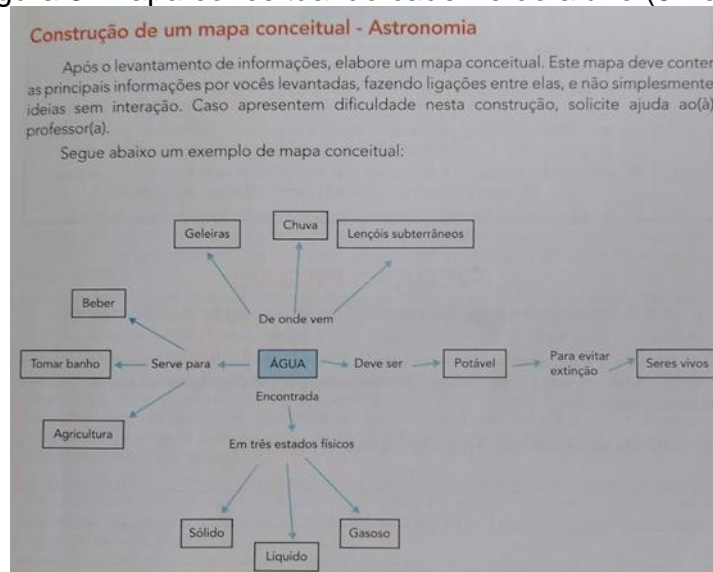 Construção de um mapa conceitual - Astronomia
Após o levantamento de informações, elabore um mapa conceitual. Este mapa deve conter
as principais informações por vocês levantadas, fazendo ligações entre elas, e não simplesmente
ideias sem interação. Caso apresentem dificuldade nesta construção, solicite ajuda ao(à)
professor(a).
Segue abaixo um exemplo de mapa conceitual:
Geleiras
Chuva
Lençóis subterrâneos
De onde vem
Beber
Tomar banho
Serve para
ÁGUA
Deve ser
Potável
Para evitar
extinção
Seres vivos
Encontrada
Agricultura
Em três estados físicos
Sólido
Líquido
Gasoso